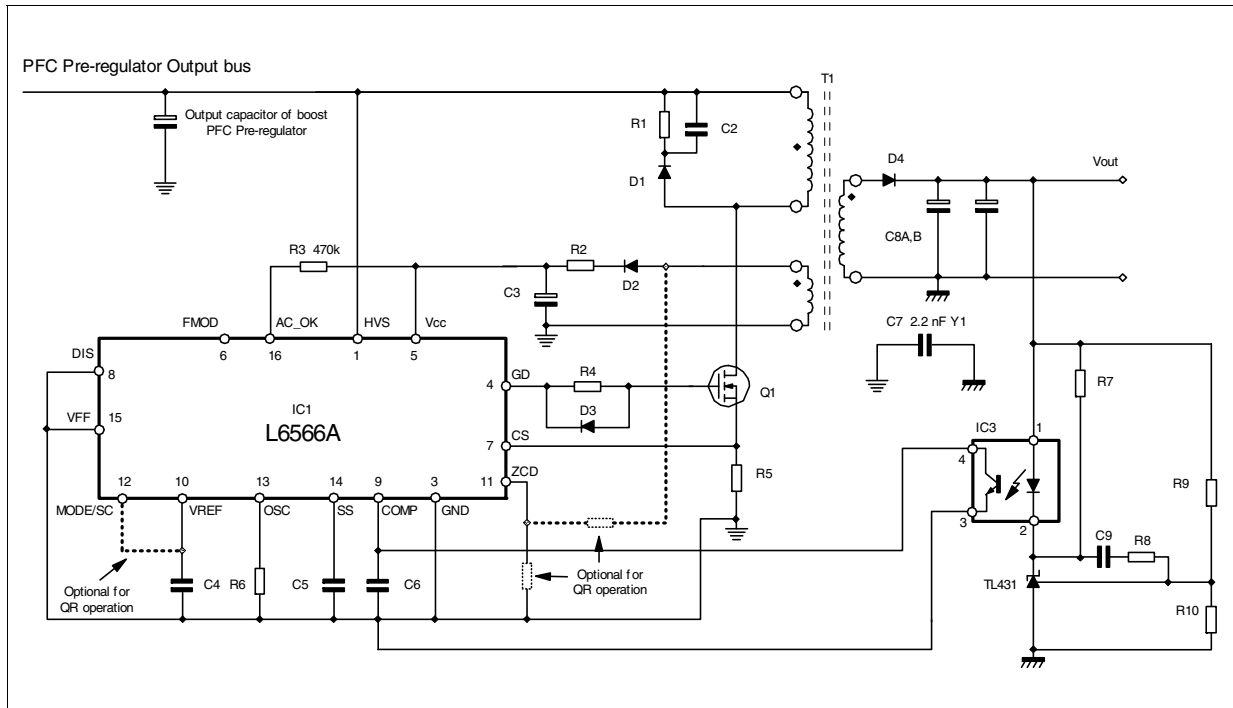 PFC Pre-regulator Output bus
T1
Output capacitor of boost
PFC Pre-regulator
R1
C2
D4
Vout
D1
C8A,B
R3 470k
R2
D2
C3
C7 2.2 nF Y1
FMOD
AC_OK
HVS
Vcc
6
16
1
5
DIS
8
4
GD
R4
Q1
R7
VFF
15
IC1
L6566A
D3
7
CS
IC3
1
4
ZCD
11
R5
R9
12
10
13
14
9
3
MODE/SC
VREF
OSC
SS
COMP
GND
3
2
C9
R8
Optional for
QR operation
C4
R6
C5
C6
Optional for
QR operation
TL431
R10